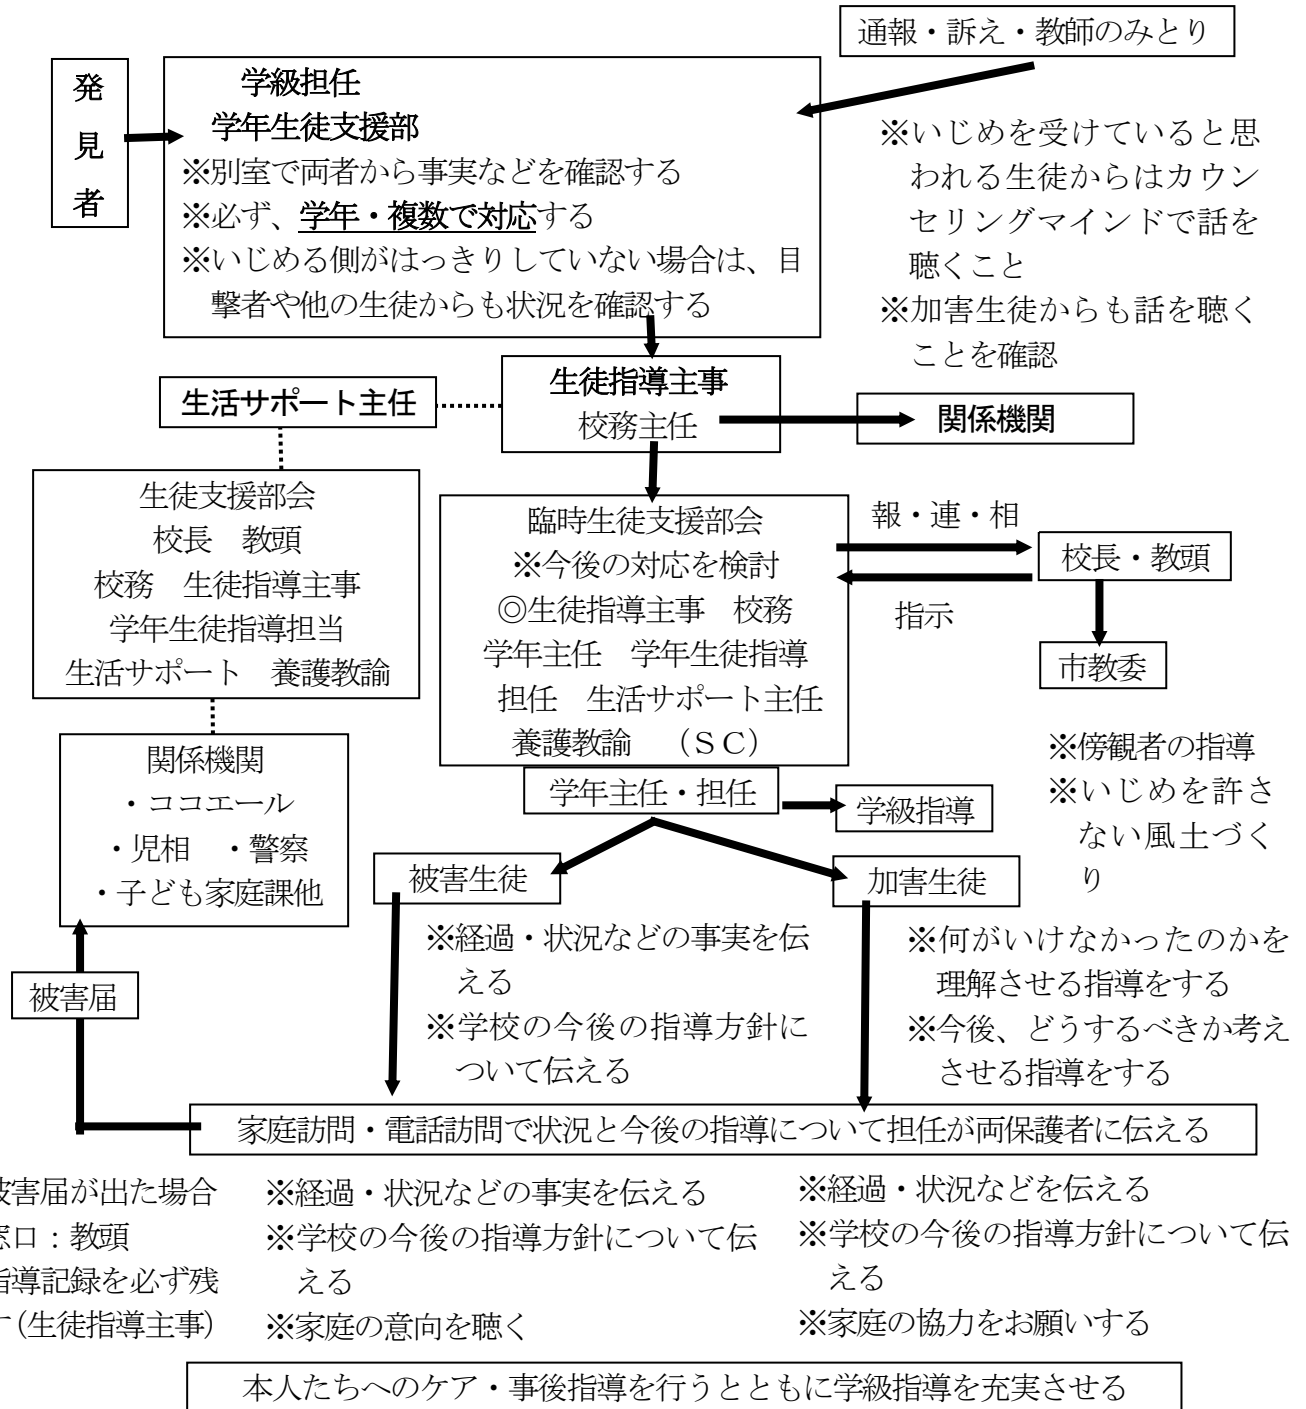 通報・訴え・教師のみとり
発
見
者
学級担任
学年生徒支援部
※別室で両者から事実などを確認する
※必ず、学年・複数で対応する
※いじめる側がはっきりしていない場合は、目
撃者や他の生徒からも状況を確認する
※いじめを受けていると思
われる生徒からはカウン
セリングマインドで話を
聴くこと
※加害生徒からも話を聴く
ことを確認
生徒指導主事
校務主任
生活サポート主任
関係機関
生徒支援部会
校長　教頭
校務　生徒指導主事
学年生徒指導担当
生活サポート　養護教諭
臨時生徒支援部会
※今後の対応を検討
◎生徒指導主事　校務
学年主任　学年生徒指導
担任　生活サポート主任
養護教諭　（ＳＣ）
報・連・相
指示
校長・教頭
市教委
関係機関
・ココエール
・児相　・警察
・子ども家庭課他
学年主任・担任
学級指導
※傍観者の指導
※いじめを許さ
ない風土づく
り
被害生徒
加害生徒
※経過・状況などの事実を伝
える
※学校の今後の指導方針に
ついて伝える
※何がいけなかったのかを
理解させる指導をする
※今後、どうするべきか考え
させる指導をする
被害届
家庭訪問・電話訪問で状況と今後の指導について担任が両保護者に伝える
被害届が出た場合
窓口：教頭
指導記録を必ず残
す(生徒指導主事)
※経過・状況などの事実を伝える
※学校の今後の指導方針について伝
える
※家庭の意向を聴く
※経過・状況などを伝える
※学校の今後の指導方針について伝
える
※家庭の協力をお願いする
本人たちへのケア・事後指導を行うとともに学級指導を充実させる